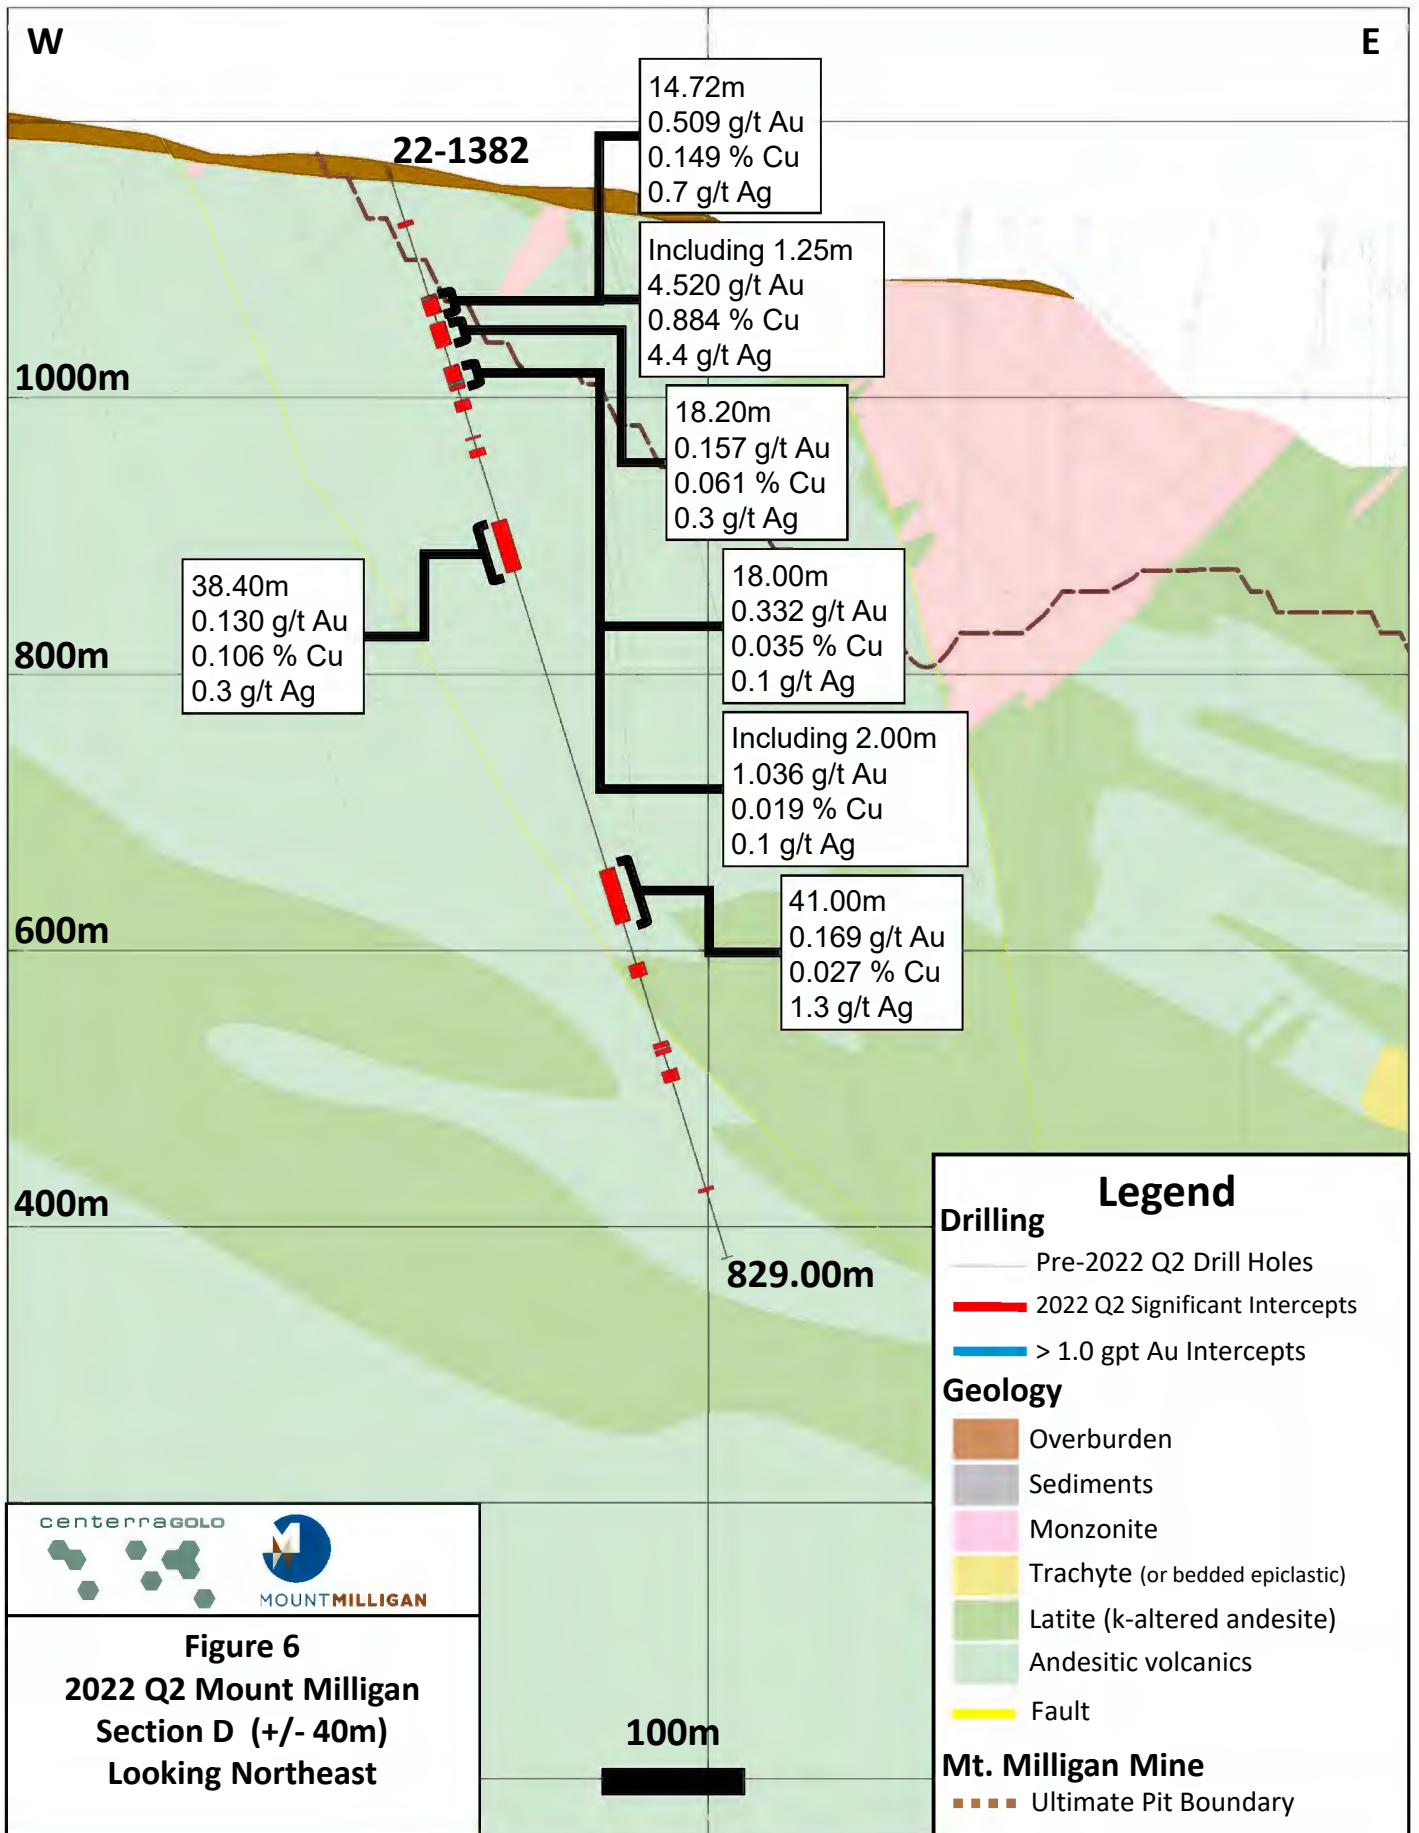 W
E
22-1382
14.72m
0.509 g/t Au
0.149 % Cu
0.7 g/t Ag
Including 1.25m
4.520 g/t Au
0.884 % Cu
4.4 g/t Ag
1000m
18.20m
0.157 g/t Au
0.061 % Cu
0.3 g/t Ag
38.40m
0.130 g/t Au
0.106 % Cu
0.3 g/t Ag
18.00m
0.332 g/t Au
0.035 % Cu
0.1 g/t Ag
800m
Including 2.00m
1.036 g/t Au
0.019 % Cu
0.1 g/t Ag
41.00m
0.169 g/t Au
0.027 % Cu
1.3 g/t Ag
600m
400m
829.00m
Legend
Drilling
Pre-2022 Q2 Drill Holes
2022 Q2 Significant Intercepts
> 1.0 gpt Au Intercepts
Geology
Overburden
Sediments
Monzonite
Trachyte (or bedded epiclastic)
Latite (k-altered andesite)
Andesitic volcanics
Fault
Mt. Milligan Mine
Ultimate Pit Boundary
centerraGOLD
M
MOUNTMILLIGAN
Figure 6
2022 Q2 Mount Milligan
Section D (+/- 40m)
Looking Northeast
100m